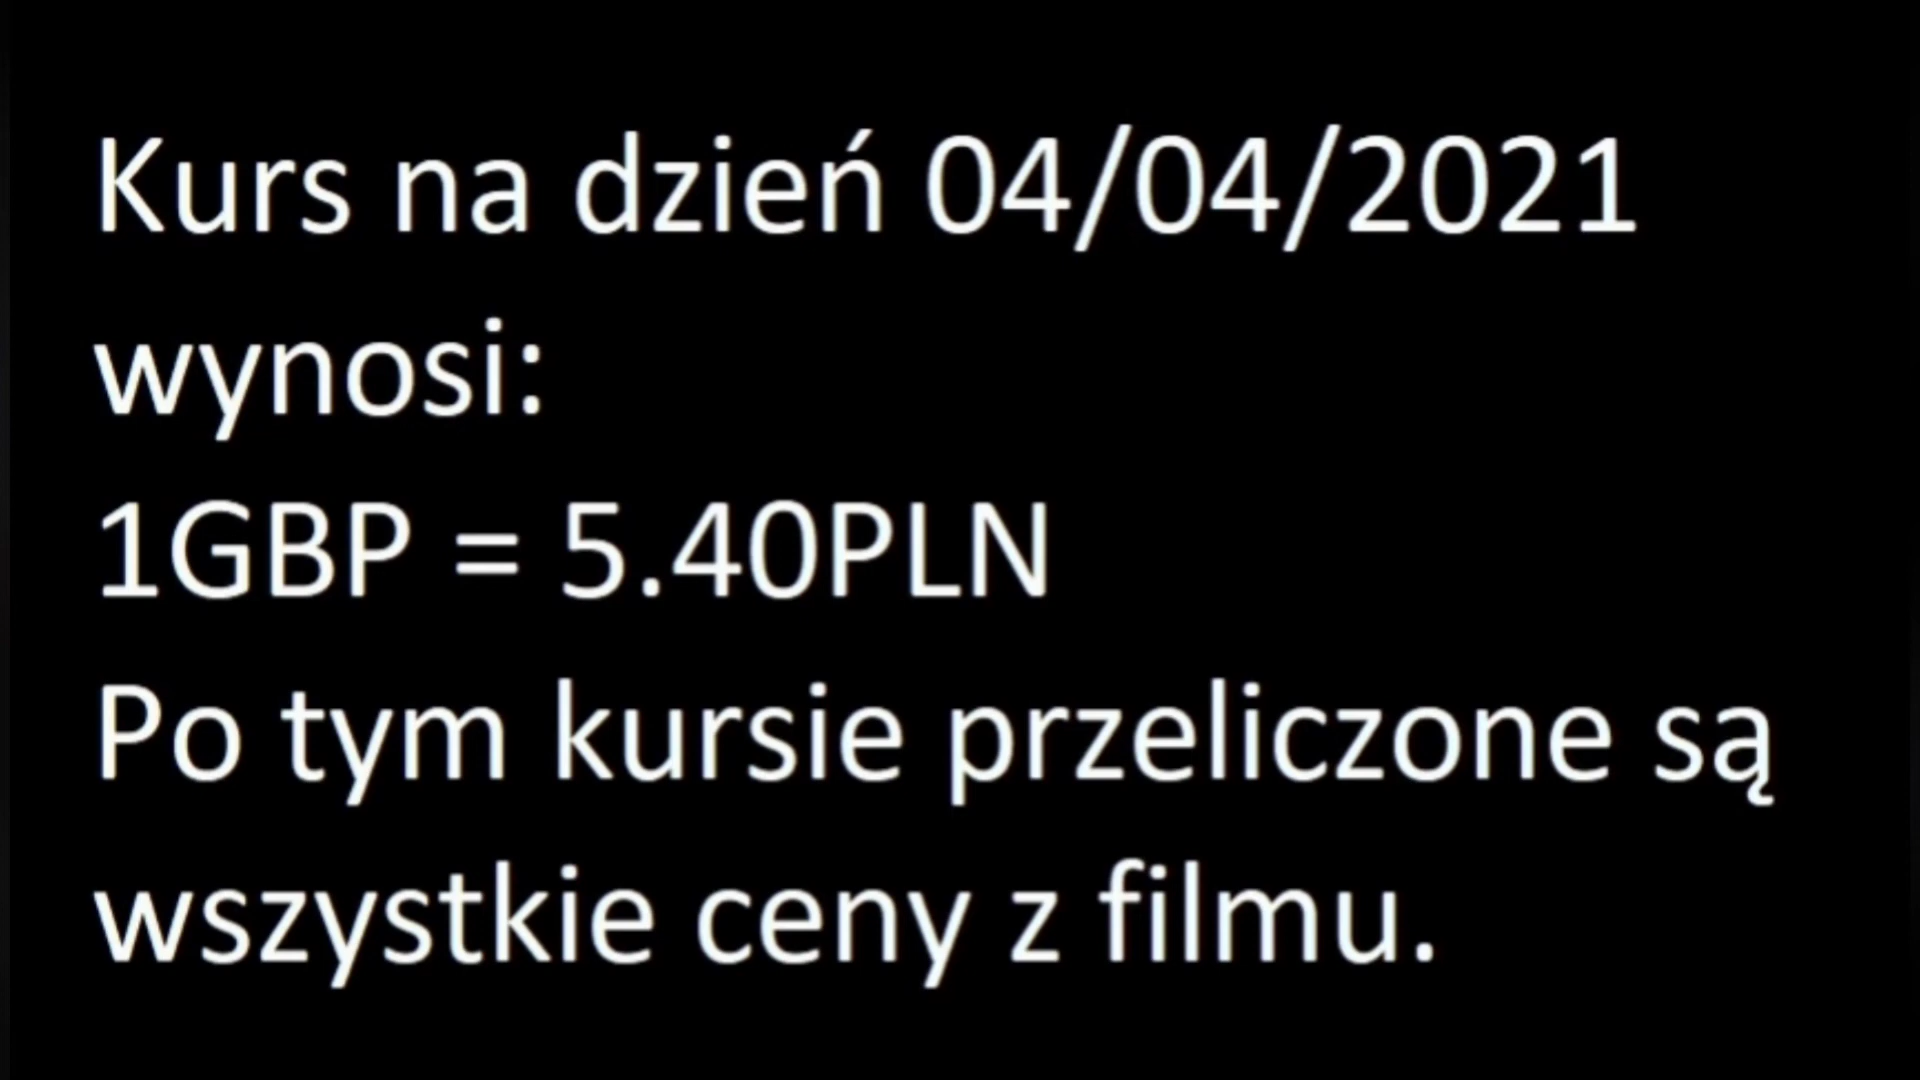 Kurs na dzień 04/04/2021
wynosi:
1GBP = 5.40PLN
Po tym kursie przeliczone są
wszystkie ceny z filmu.